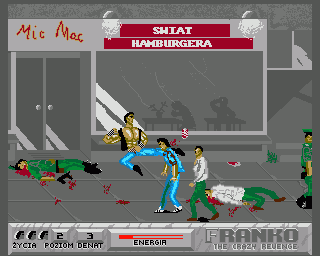 Mic Mac
SWIAT
HAMBURGERA
2 3
ŻYCIA POZIOM DENAT
ENERGIA
FRANKO
THE CRAZY REVENGE